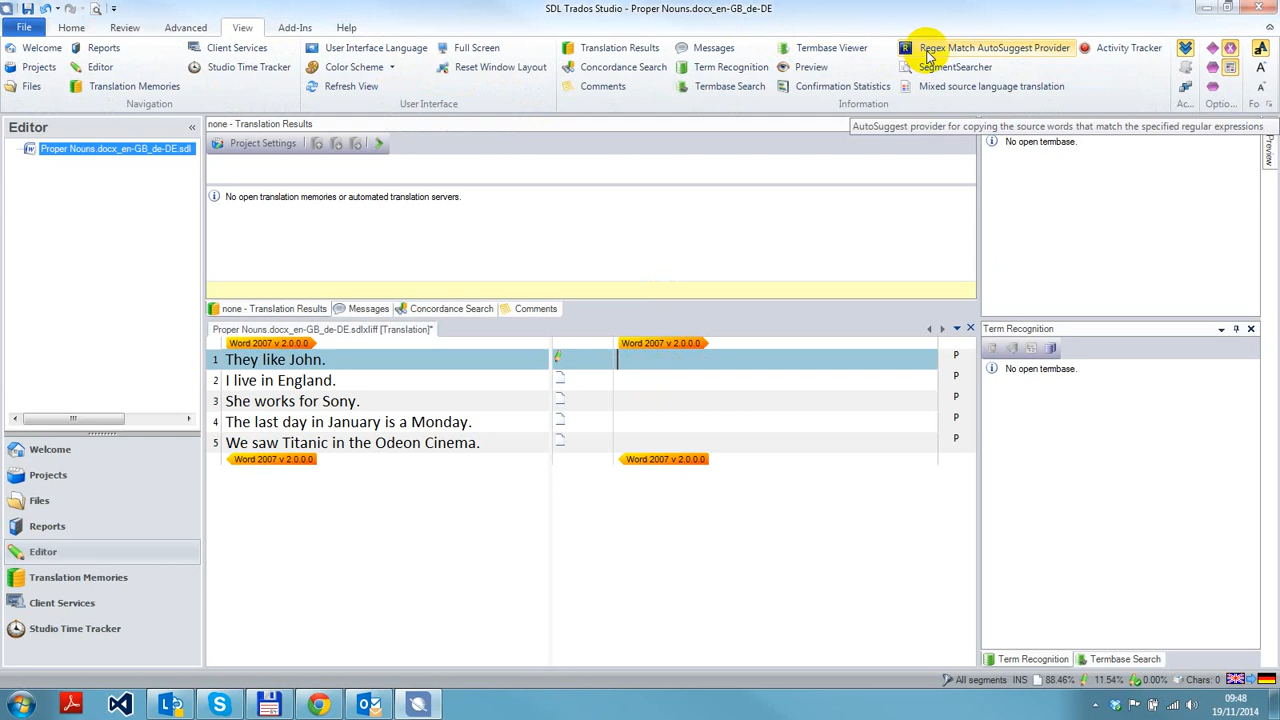 SDL Trados Studio - Proper Nouns.docx_en-GB_de-DE
File Home Review Advanced View Add-Ins Help
Welcome Reports Client Services User Interface Language Full Screen Translation Results Messages Termbase Viewer Regex Match AutoSuggest Provider Activity Tracker
Projects Editor Studio Time Tracker Color Scheme Reset Window Layout Concordance Search Term Recognition Preview SegmentSearcher
Files Translation Memories Refresh View Comments Termbase Search Confirmation Statistics Mixed source language translation
Navigation User Interface Information Ac... Optio... Fo
Editor
none - Translation Results
AutoSuggest provider for copying the source words that match the specified regular expressions
Proper Nouns.docx_en-GB_de-DE.sdl
Project Settings
No open termbase.
Preview
No open translation memories or automated translation servers.
none - Translation Results Messages Concordance Search Comments
Proper Nouns.docx_en-GB_de-DE.sdlxliff [Translation]*
Term Recognition
Word 2007 v 2.0.0.0 Word 2007 v 2.0.0.0
1 They like John. P
2 I live in England. P
3 She works for Sony. P
4 The last day in January is a Monday. P
5 We saw Titanic in the Odeon Cinema. P
Word 2007 v 2.0.0.0 Word 2007 v 2.0.0.0
No open termbase.
Welcome
Projects
Files
Reports
Editor
Translation Memories
Client Services
Studio Time Tracker
Term Recognition Termbase Search
All segments INS 88.46% 11.54% 0.00% Chars: 0
09:48
19/11/2014